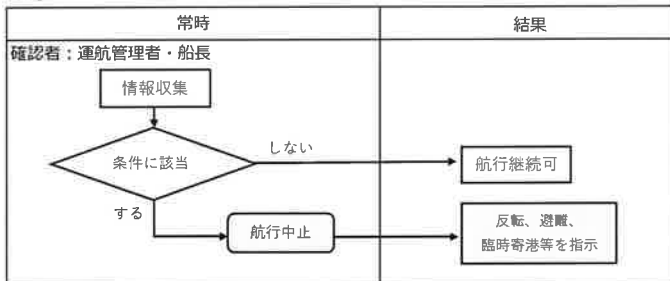 常時
結果
確認者：運航管理者・船長
情報収集
条件に該当
しない
航行継続可
する
航行中止
反転、避難、
臨時寄港等を指示